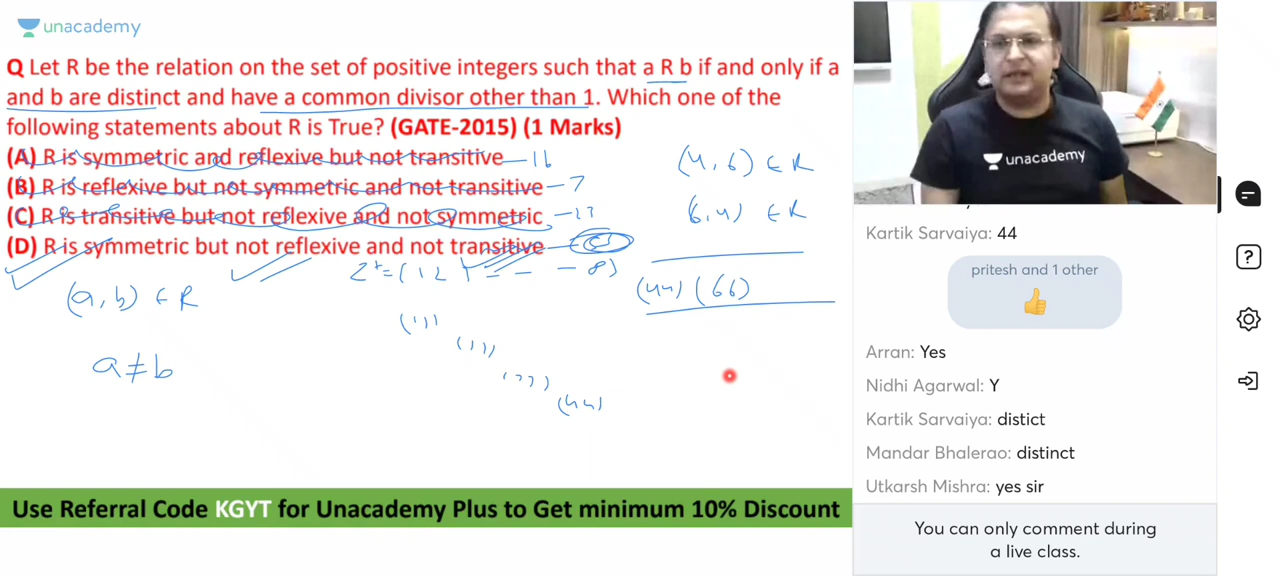 unacademy
Q Let R be the relation on the set of positive integers such that a R b if and only if a
and b are distinct and have a common divisor other than 1. Which one of the
following statements about R is True? (GATE-2015) (1 Marks)
(A) R is symmetric and reflexive but not transitive – 16
(B) R is reflexive but not symmetric and not transitive – 7
(C) R is transitive but not reflexive and not symmetric
(D) R is symmetric but not reflexive and not transitive
(a, b) ∈ R
a ≠ b
(44)
(4, 6) ∈ R
6, 4) ∈ R
(44) (66)
Use Referral Code KGYT for Unacademy Plus to Get minimum 10% Discount
unacademy
Kartik Sarvaiya: 44
pritesh and 1 other
👍
Arran: Yes
Nidhi Agarwal: Y
Kartik Sarvaiya: distict
Mandar Bhalerao: distinct
Utkarsh Mishra: yes sir
You can only comment during
a live class.